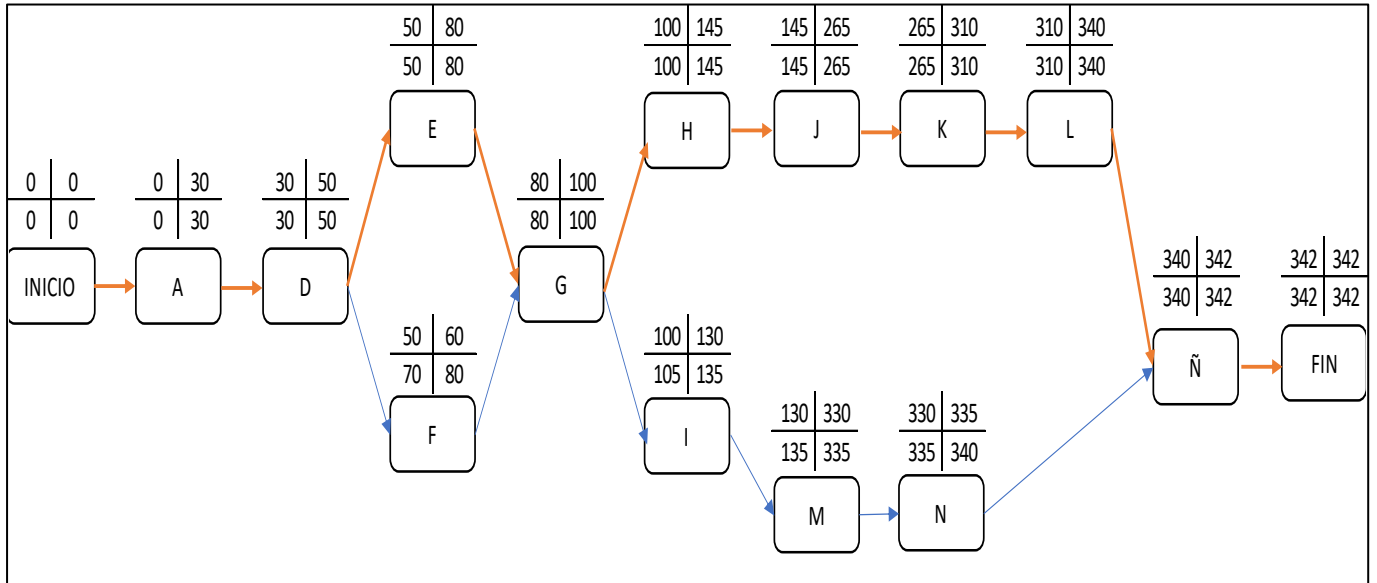 50 80
50 80
E
100 145
100 145
H
145 265
145 265
J
265 310
265 310
K
310 340
310 340
L
0 0
0 0
INICIO
0 30
0 30
A
30 50
30 50
D
80 100
80 100
G
50 60
70 80
F
100 130
105 135
I
130 330
135 335
M
330 335
335 340
N
340 342
340 342
Ñ
342 342
342 342
FIN